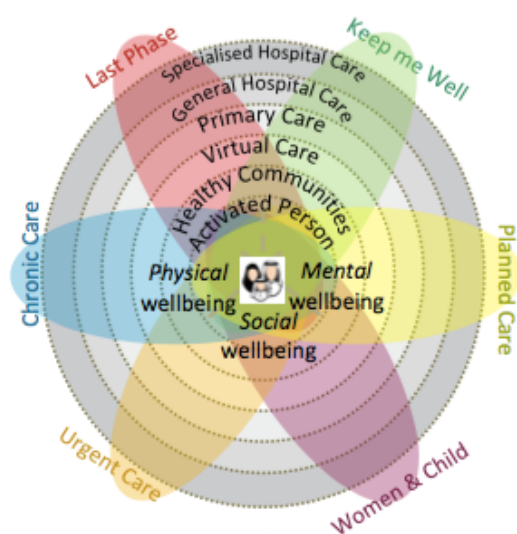 Last Phase
Keep me Well
Specialised Hospital Care
General Hospital Care
Primary Care
Virtual Care
Healthy Communities
Activated Person
Chronic Care
Planned Care
Physical
wellbeing
Mental
wellbeing
Social
wellbeing
Urgent Care
Women & Child